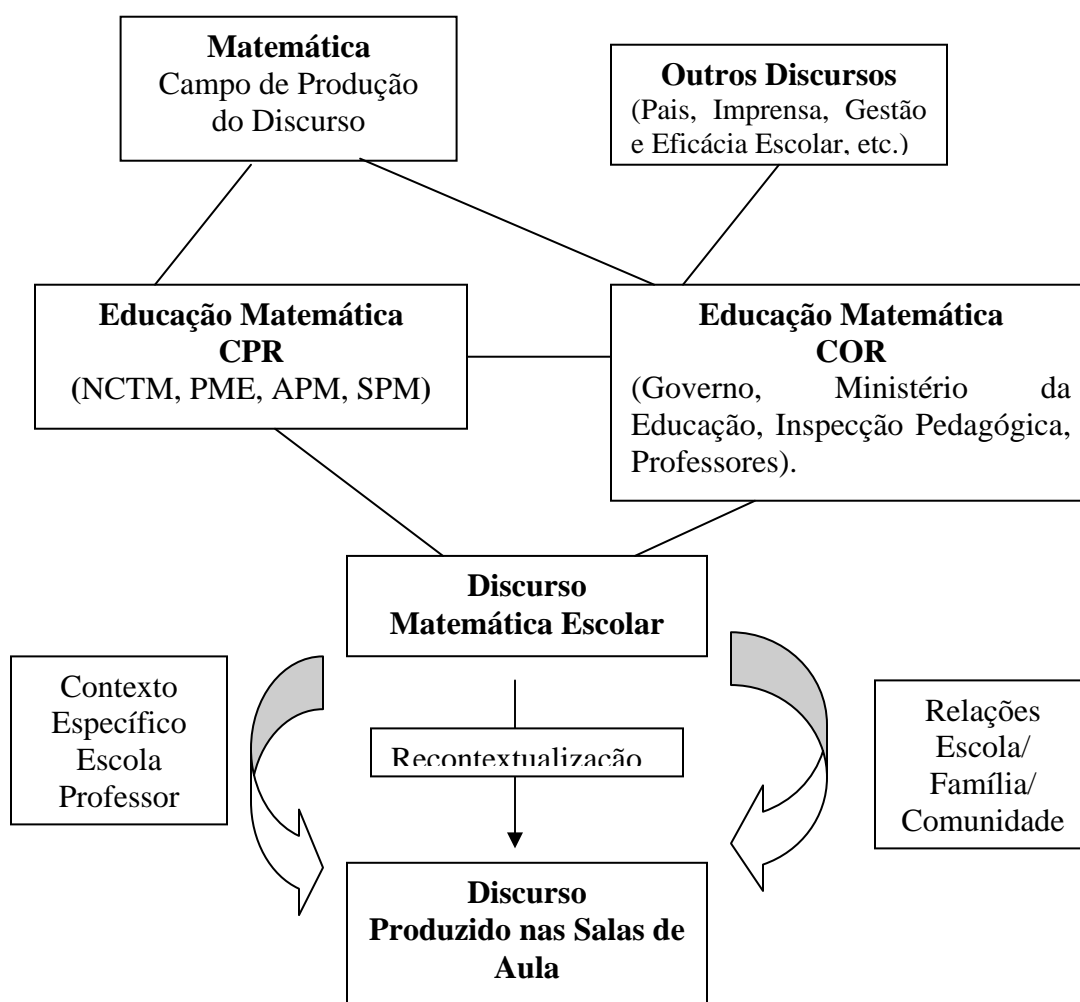 Matemática
Campo de Produção
do Discurso
Outros Discursos
(Pais, Imprensa, Gestão
e Eficácia Escolar, etc.)
Educação Matemática
CPR
(NCTM, PME, APM, SPM)
Educação Matemática
COR
(Governo, Ministério da
Educação, Inspecção Pedagógica,
Professores).
Discurso
Matemática Escolar
Contexto
Específico
Escola
Professor
Recontextualização
Relações
Escola/
Família/
Comunidade
Discurso
Produzido nas Salas de
Aula